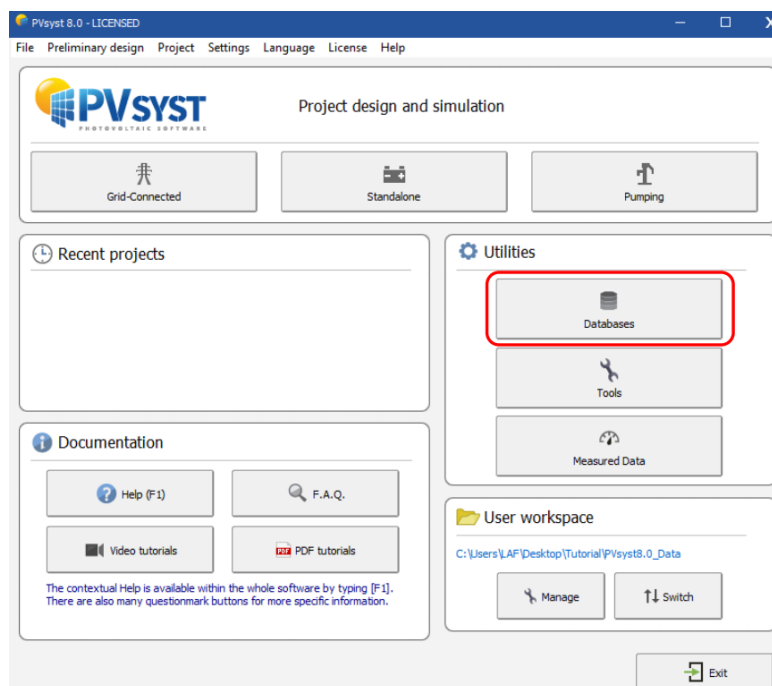 PVsyst 8.0 - LICENSED
File Preliminary design Project Settings Language License Help
PVSYST
PHOTOVOLTAIC SOFTWARE
Project design and simulation
Grid-Connected
Standalone
Pumping
Recent projects
Utilities
Databases
Tools
Measured Data
Documentation
Help (F1)
F.A.Q.
Video tutorials
PDF PDF tutorials
The contextual Help is available within the whole software by typing [F1].
There are also many questionmark buttons for more specific information.
User workspace
C:\Users\LAF\Desktop\Tutorial\PVsyst8.0_Data
Manage
Switch
Exit